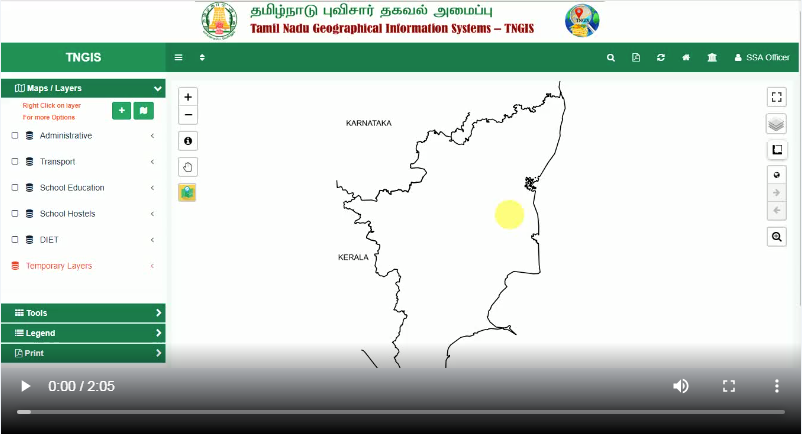 தமிழ்நாடு புவிசார் தகவல் அமைப்பு
Tamil Nadu Geographical Information Systems – TNGIS
TNGIS
SSA Officer
Maps / Layers
Right Click on layer
For more Options
Administrative
Transport
School Education
School Hostels
DIET
Temporary Layers
Tools
Legend
Print
KARNATAKA
KERALA
0:00 / 2:05